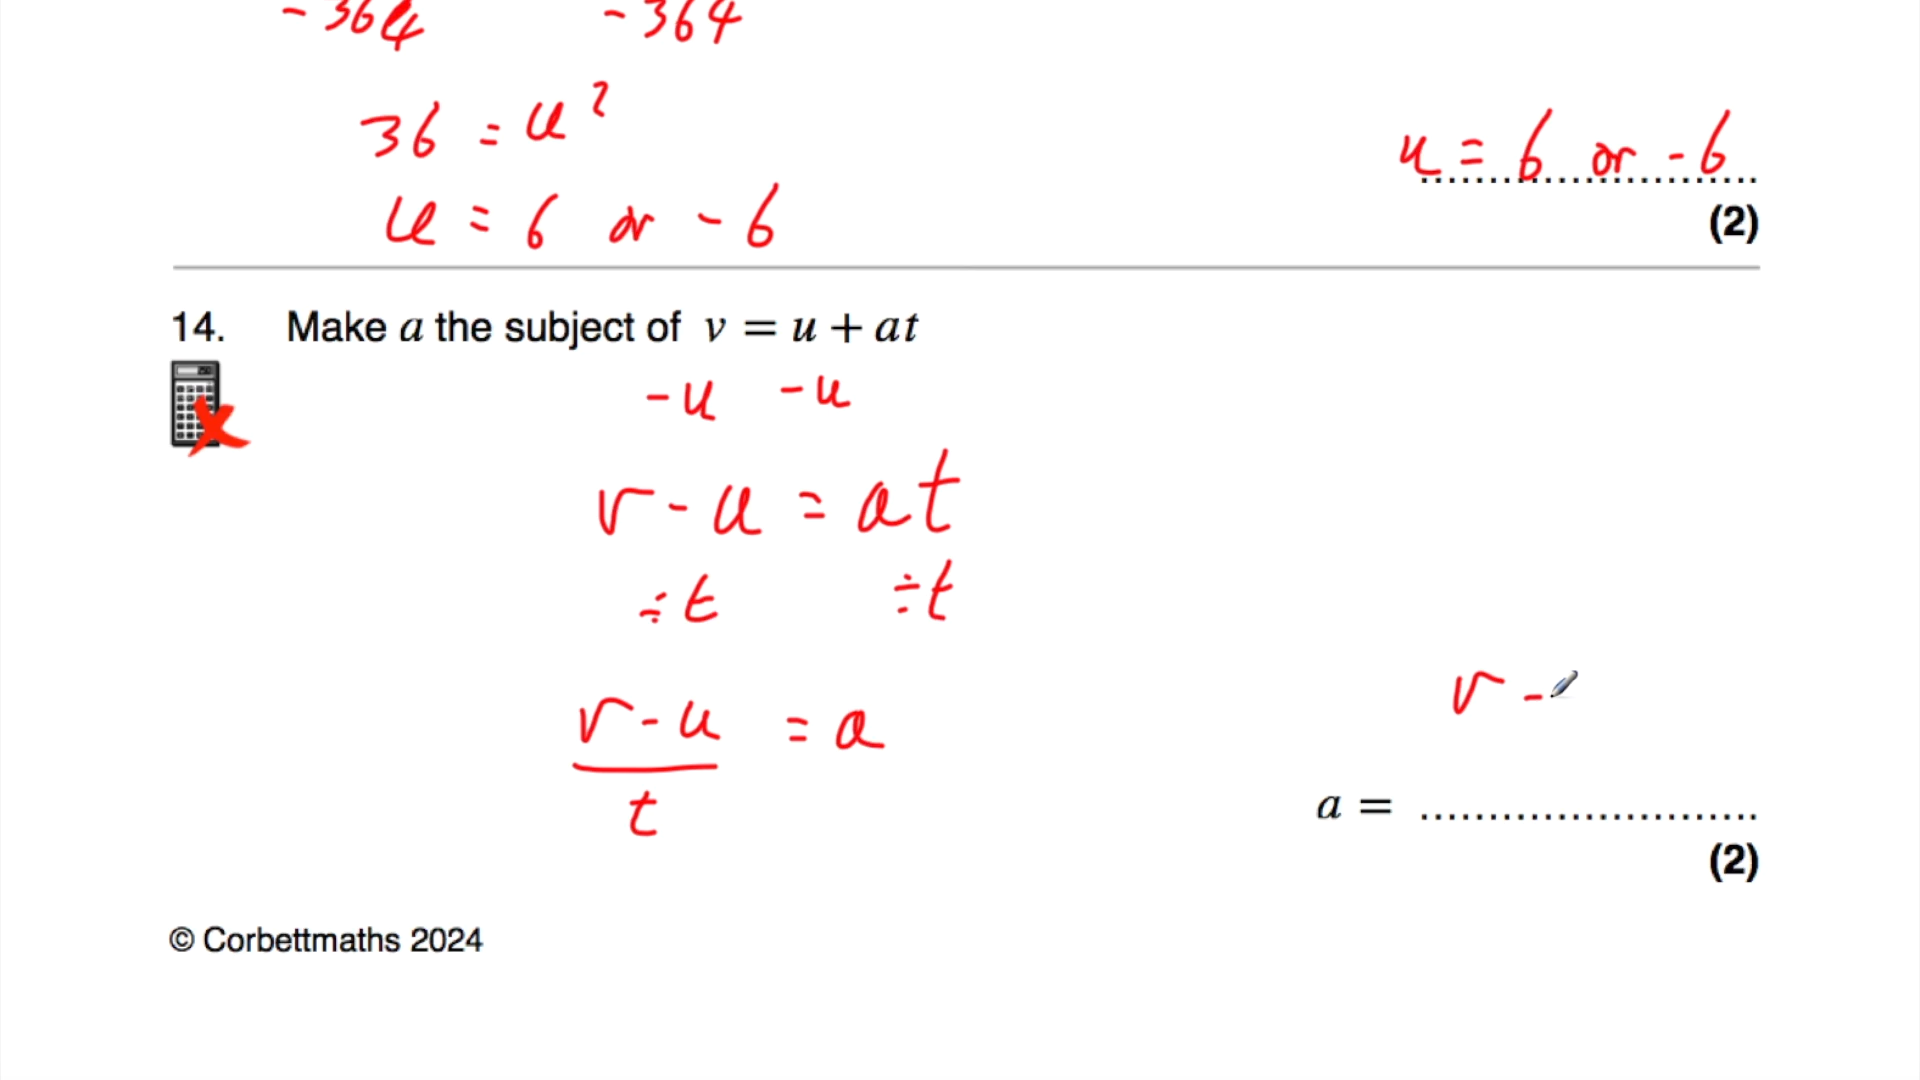 - 364 - 364
36 = u²
u = 6 or - 6
u = 6 or - 6
(2)
14. Make a the subject of v = u + at
- u - u
v - u = at
÷ t ÷ t
v - u = a
t
v -
a = ........................
(2)
© Corbettmaths 2024